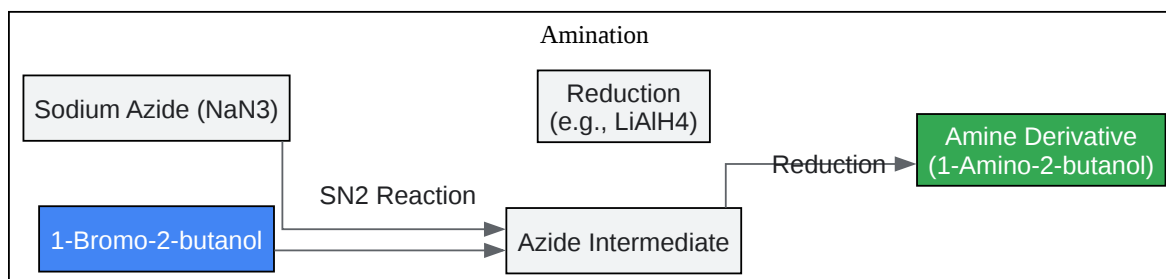 Amination
Sodium Azide (NaN3)
Reduction
(e.g., LiAlH4)
Amine Derivative
(1-Amino-2-butanol)
Reduction
SN2 Reaction
1-Bromo-2-butanol
Azide Intermediate